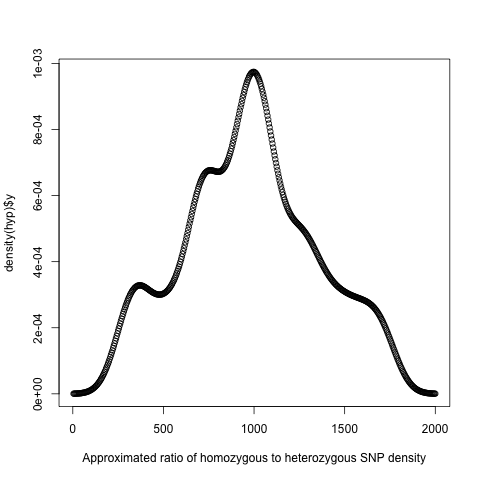 1e-03
8e-04
6e-04
4e-04
2e-04
0e+00
density(hyp)$y
0
500
1000
1500
2000
Approximated ratio of homozygous to heterozygous SNP density